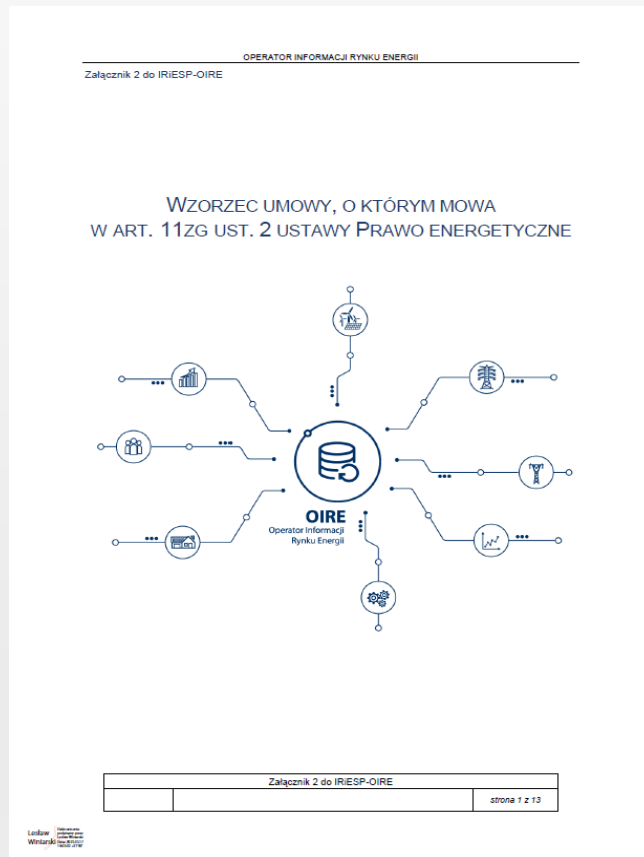 OPERATOR INFORMACJI RYNKU ENERGII
Załącznik 2 do IRiESP-OIRE
WZORZEC UMOWY, O KTÓRYM MOWA
W ART. 11ZG UST. 2 USTAWY PRAWO ENERGETYCZNE
OIRE
Operator Informacji
Rynku Energii
Załącznik 2 do IRiESP-OIRE
strona 1 z 13
Lesław
Winiarski